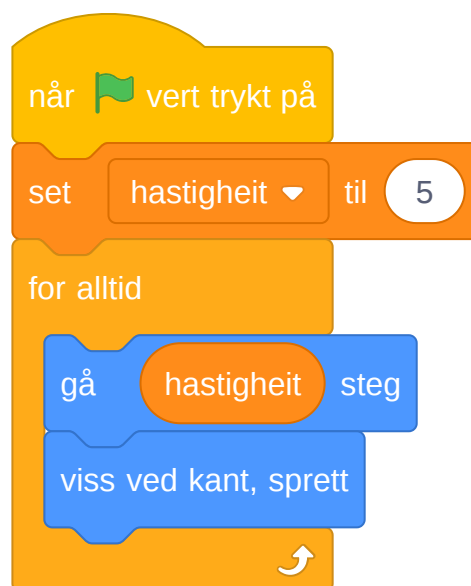 når vert trykt på
set hastigheit til 5
for alltid
gå hastigheit steg
viss ved kant, sprett